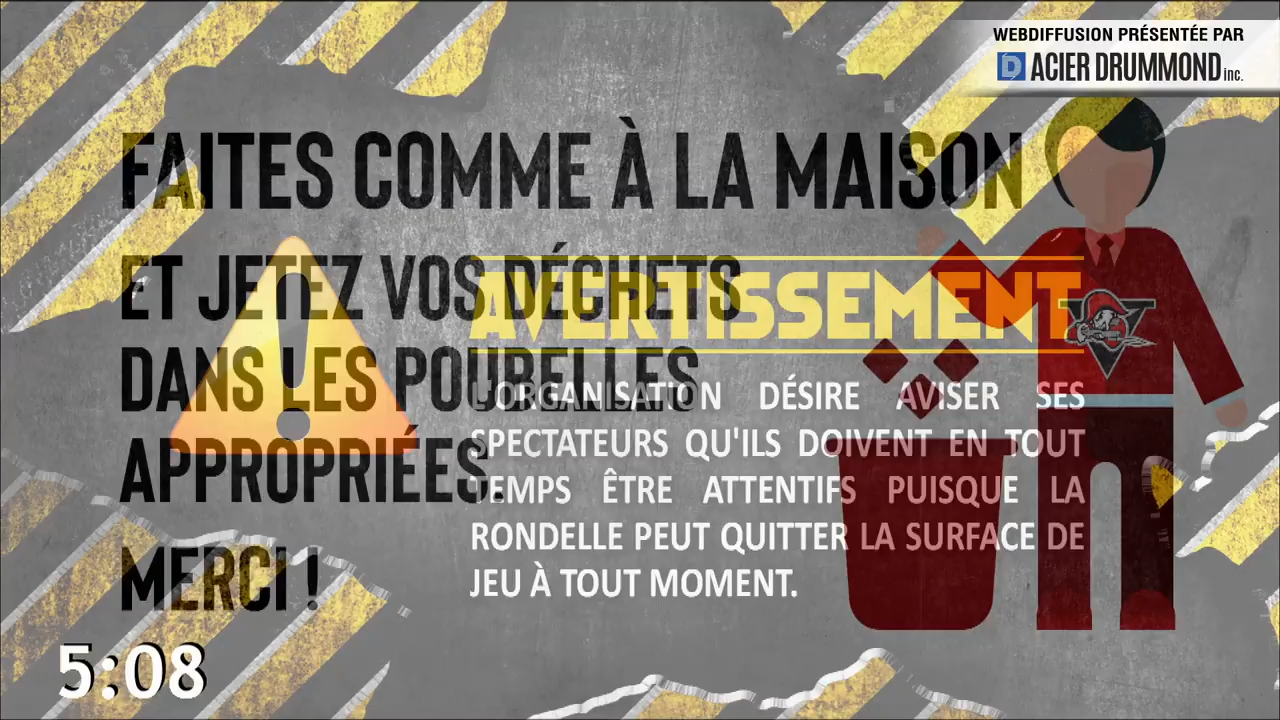 WEBDIFFUSION PRÉSENTÉE PAR
ACIER DRUMMOND inc.
FAITES COMME À LA MAISON
ET JETEZ VOS DÉCHETS
DANS LES POUBELLES
APPROPRIÉES.
MERCI !
AVERTISSEMENT
L'ORGANISATION DÉSIRE AVISER SES
SPECTATEURS QU'ILS DOIVENT EN TOUT
TEMPS ÊTRE ATTENTIFS PUISQUE LA
RONDELLE PEUT QUITTER LA SURFACE DE
JEU À TOUT MOMENT.
5:08